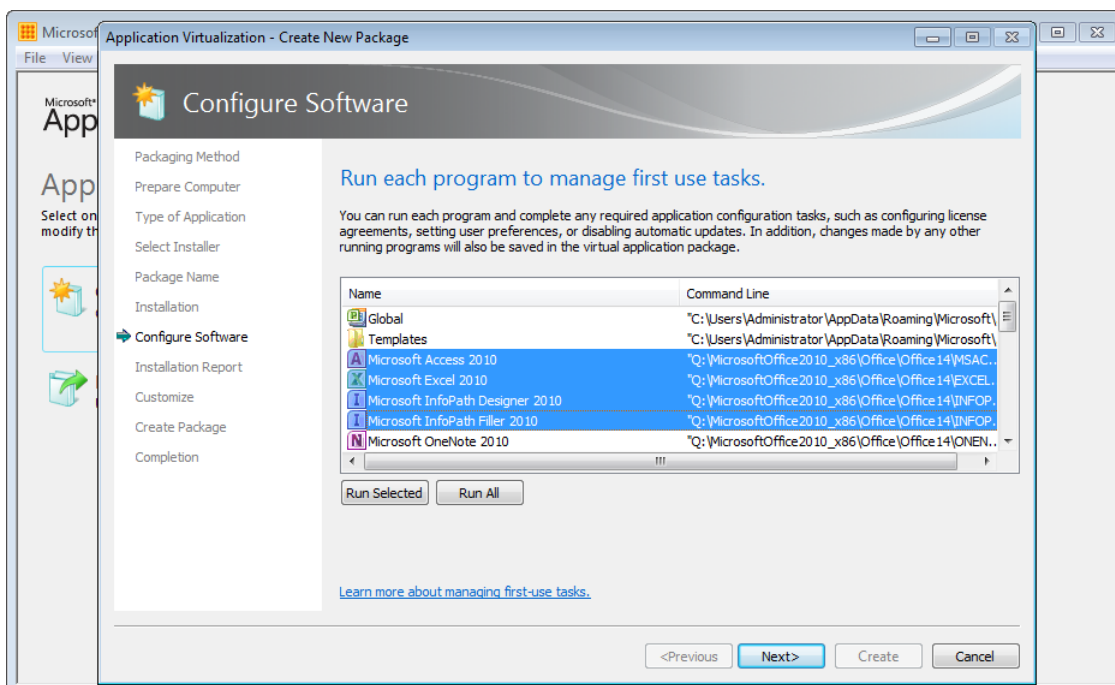 Microsof
File View
Microsoft®
App
App
Select on
modify th
Application Virtualization - Create New Package
Configure Software
Packaging Method
Prepare Computer
Type of Application
Select Installer
Package Name
Installation
Configure Software
Installation Report
Customize
Create Package
Completion
Run each program to manage first use tasks.
You can run each program and complete any required application configuration tasks, such as configuring license
agreements, setting user preferences, or disabling automatic updates. In addition, changes made by any other
running programs will also be saved in the virtual application package.
Name Command Line
Global "C:\Users\Administrator\AppData\Roaming\Microsoft\
Templates "C:\Users\Administrator\AppData\Roaming\Microsoft\
Microsoft Access 2010 "Q:\MicrosoftOffice2010_x86\Office\Office14\MSAC...
Microsoft Excel 2010 "Q:\MicrosoftOffice2010_x86\Office\Office14\EXCEL...
Microsoft InfoPath Designer 2010 "Q:\MicrosoftOffice2010_x86\Office\Office14\INFOP...
Microsoft InfoPath Filler 2010 "Q:\MicrosoftOffice2010_x86\Office\Office14\INFOP...
Microsoft OneNote 2010 "Q:\MicrosoftOffice2010_x86\Office\Office14\ONEN...
Run Selected Run All
Learn more about managing first-use tasks.
<Previous Next> Create Cancel